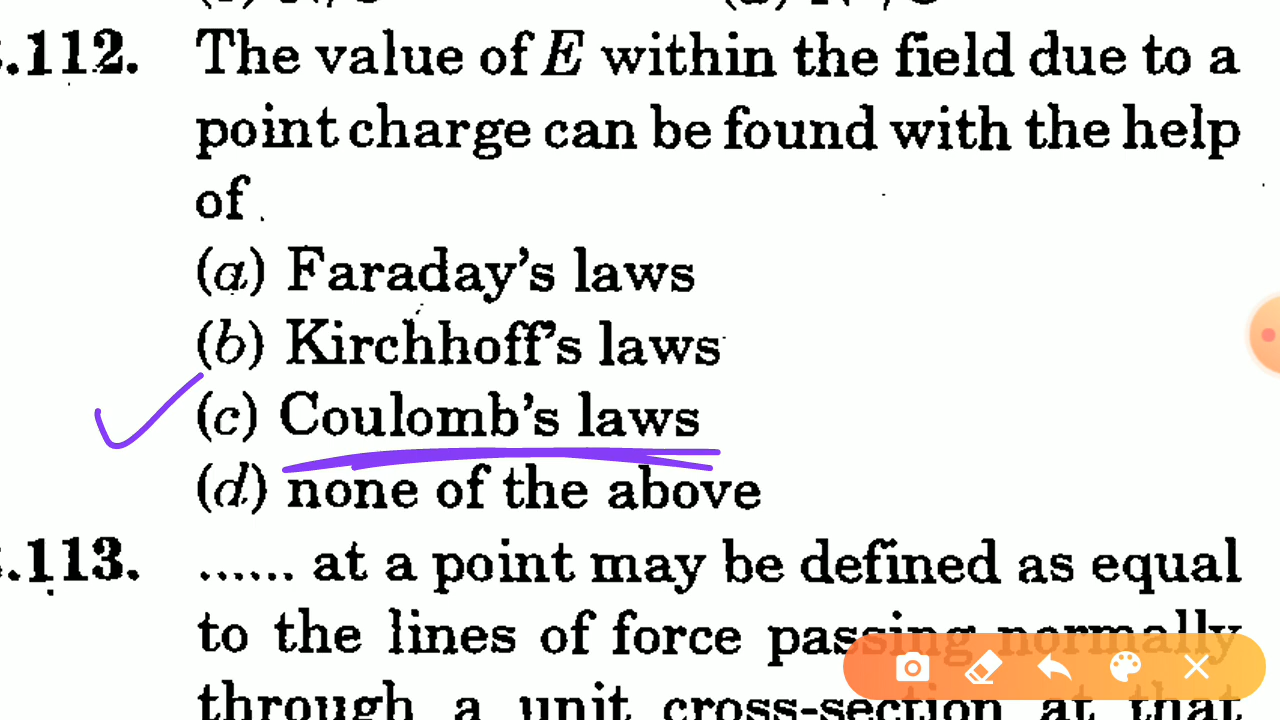 .112. The value of E within the field due to a
point charge can be found with the help
of
(a) Faraday's laws
(b) Kirchhoff's laws
(c) Coulomb's laws
(d) none of the above
.113. ...... at a point may be defined as equal
to the lines of force passing normally
through a unit cross-section at that